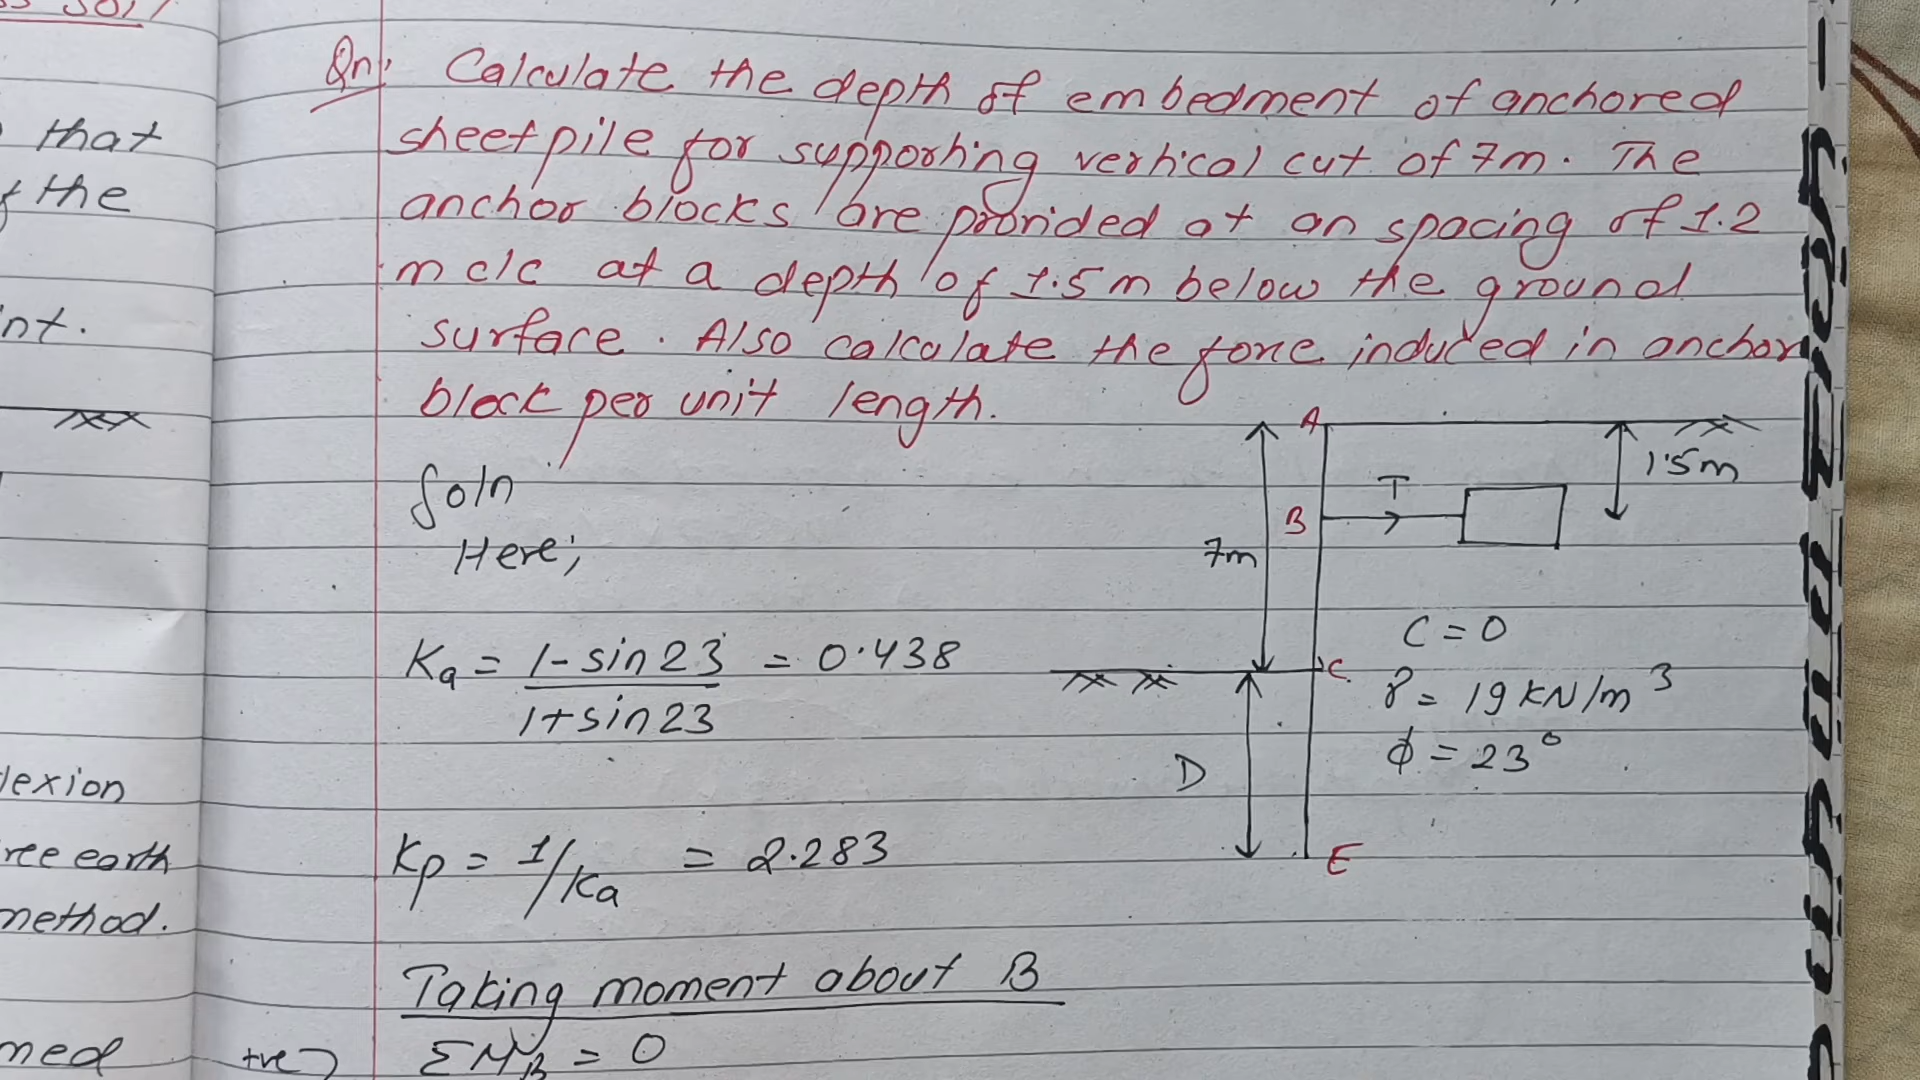 that
the
nt.
lexion
ree earth
method.
med
Qn: Calculate the depth of embedment of anchored
sheetpile for supporting vertical cut of 7m. The
anchor blocks are provided at an spacing of 1.2
m c/c at a depth of 1.5m below the ground
surface. Also calculate the force induced in anchor
block per unit length.
Soln
Here;
A
1.5m
T
B
7m
C
D
E
C = 0
γ = 19 KN/m³
ϕ = 23°
Ka = 1 - sin 23 / 1 + sin 23 = 0.438
Kp = 1/Ka = 2.283
Taking moment about B
+ve) ΣMB = 0